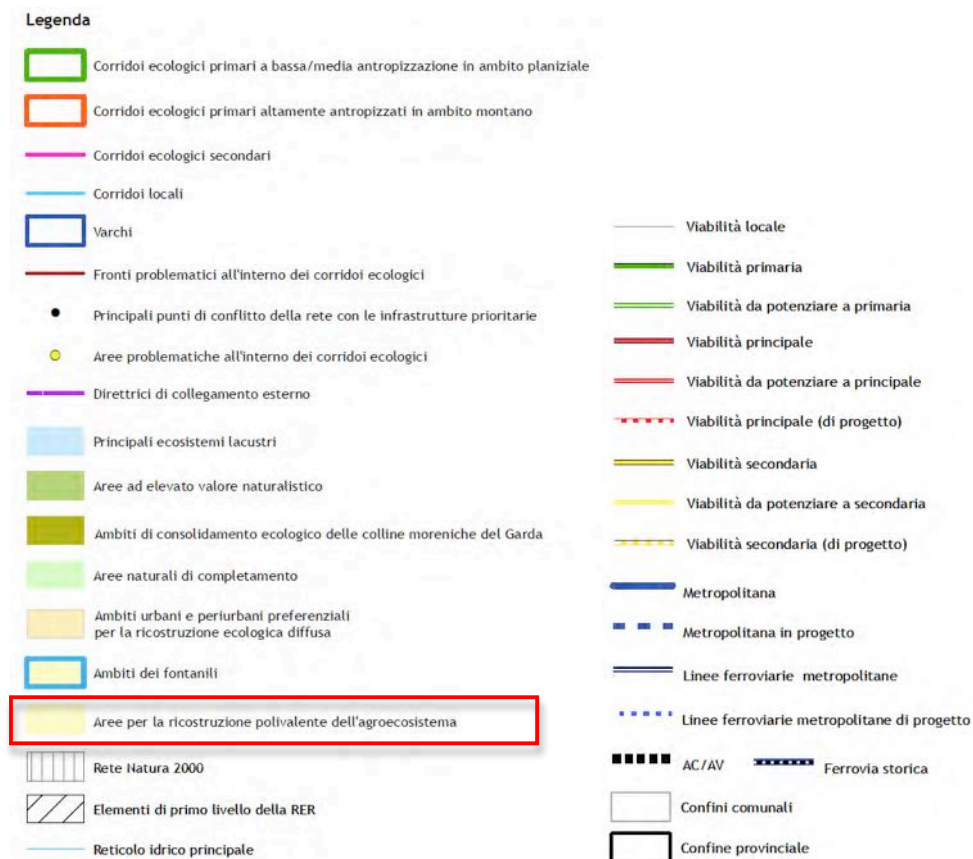 Legenda
Corridoi ecologici primari a bassa/media antropizzazione in ambito planiziale
Corridoi ecologici primari altamente antropizzati in ambito montano
Corridoi ecologici secondari
Corridoi locali
Varchi
Fronti problematici all'interno dei corridoi ecologici
Principali punti di conflitto della rete con le infrastrutture prioritarie
Aree problematiche all'interno dei corridoi ecologici
Direttrici di collegamento esterno
Principali ecosistemi lacustri
Aree ad elevato valore naturalistico
Ambiti di consolidamento ecologico delle colline moreniche del Garda
Aree naturali di completamento
Ambiti urbani e periurbani preferenziali
per la ricostruzione ecologica diffusa
Ambiti dei fontanili
Aree per la ricostruzione polivalente dell'agroecosistema
Rete Natura 2000
Elementi di primo livello della RER
Reticolo idrico principale
Viabilità locale
Viabilità primaria
Viabilità da potenziare a primaria
Viabilità principale
Viabilità da potenziare a principale
Viabilità principale (di progetto)
Viabilità secondaria
Viabilità da potenziare a secondaria
Viabilità secondaria (di progetto)
Metropolitana
Metropolitana in progetto
Linee ferroviarie metropolitane
Linee ferroviarie metropolitane di progetto
AC/AV Ferrovia storica
Confini comunali
Confine provinciale